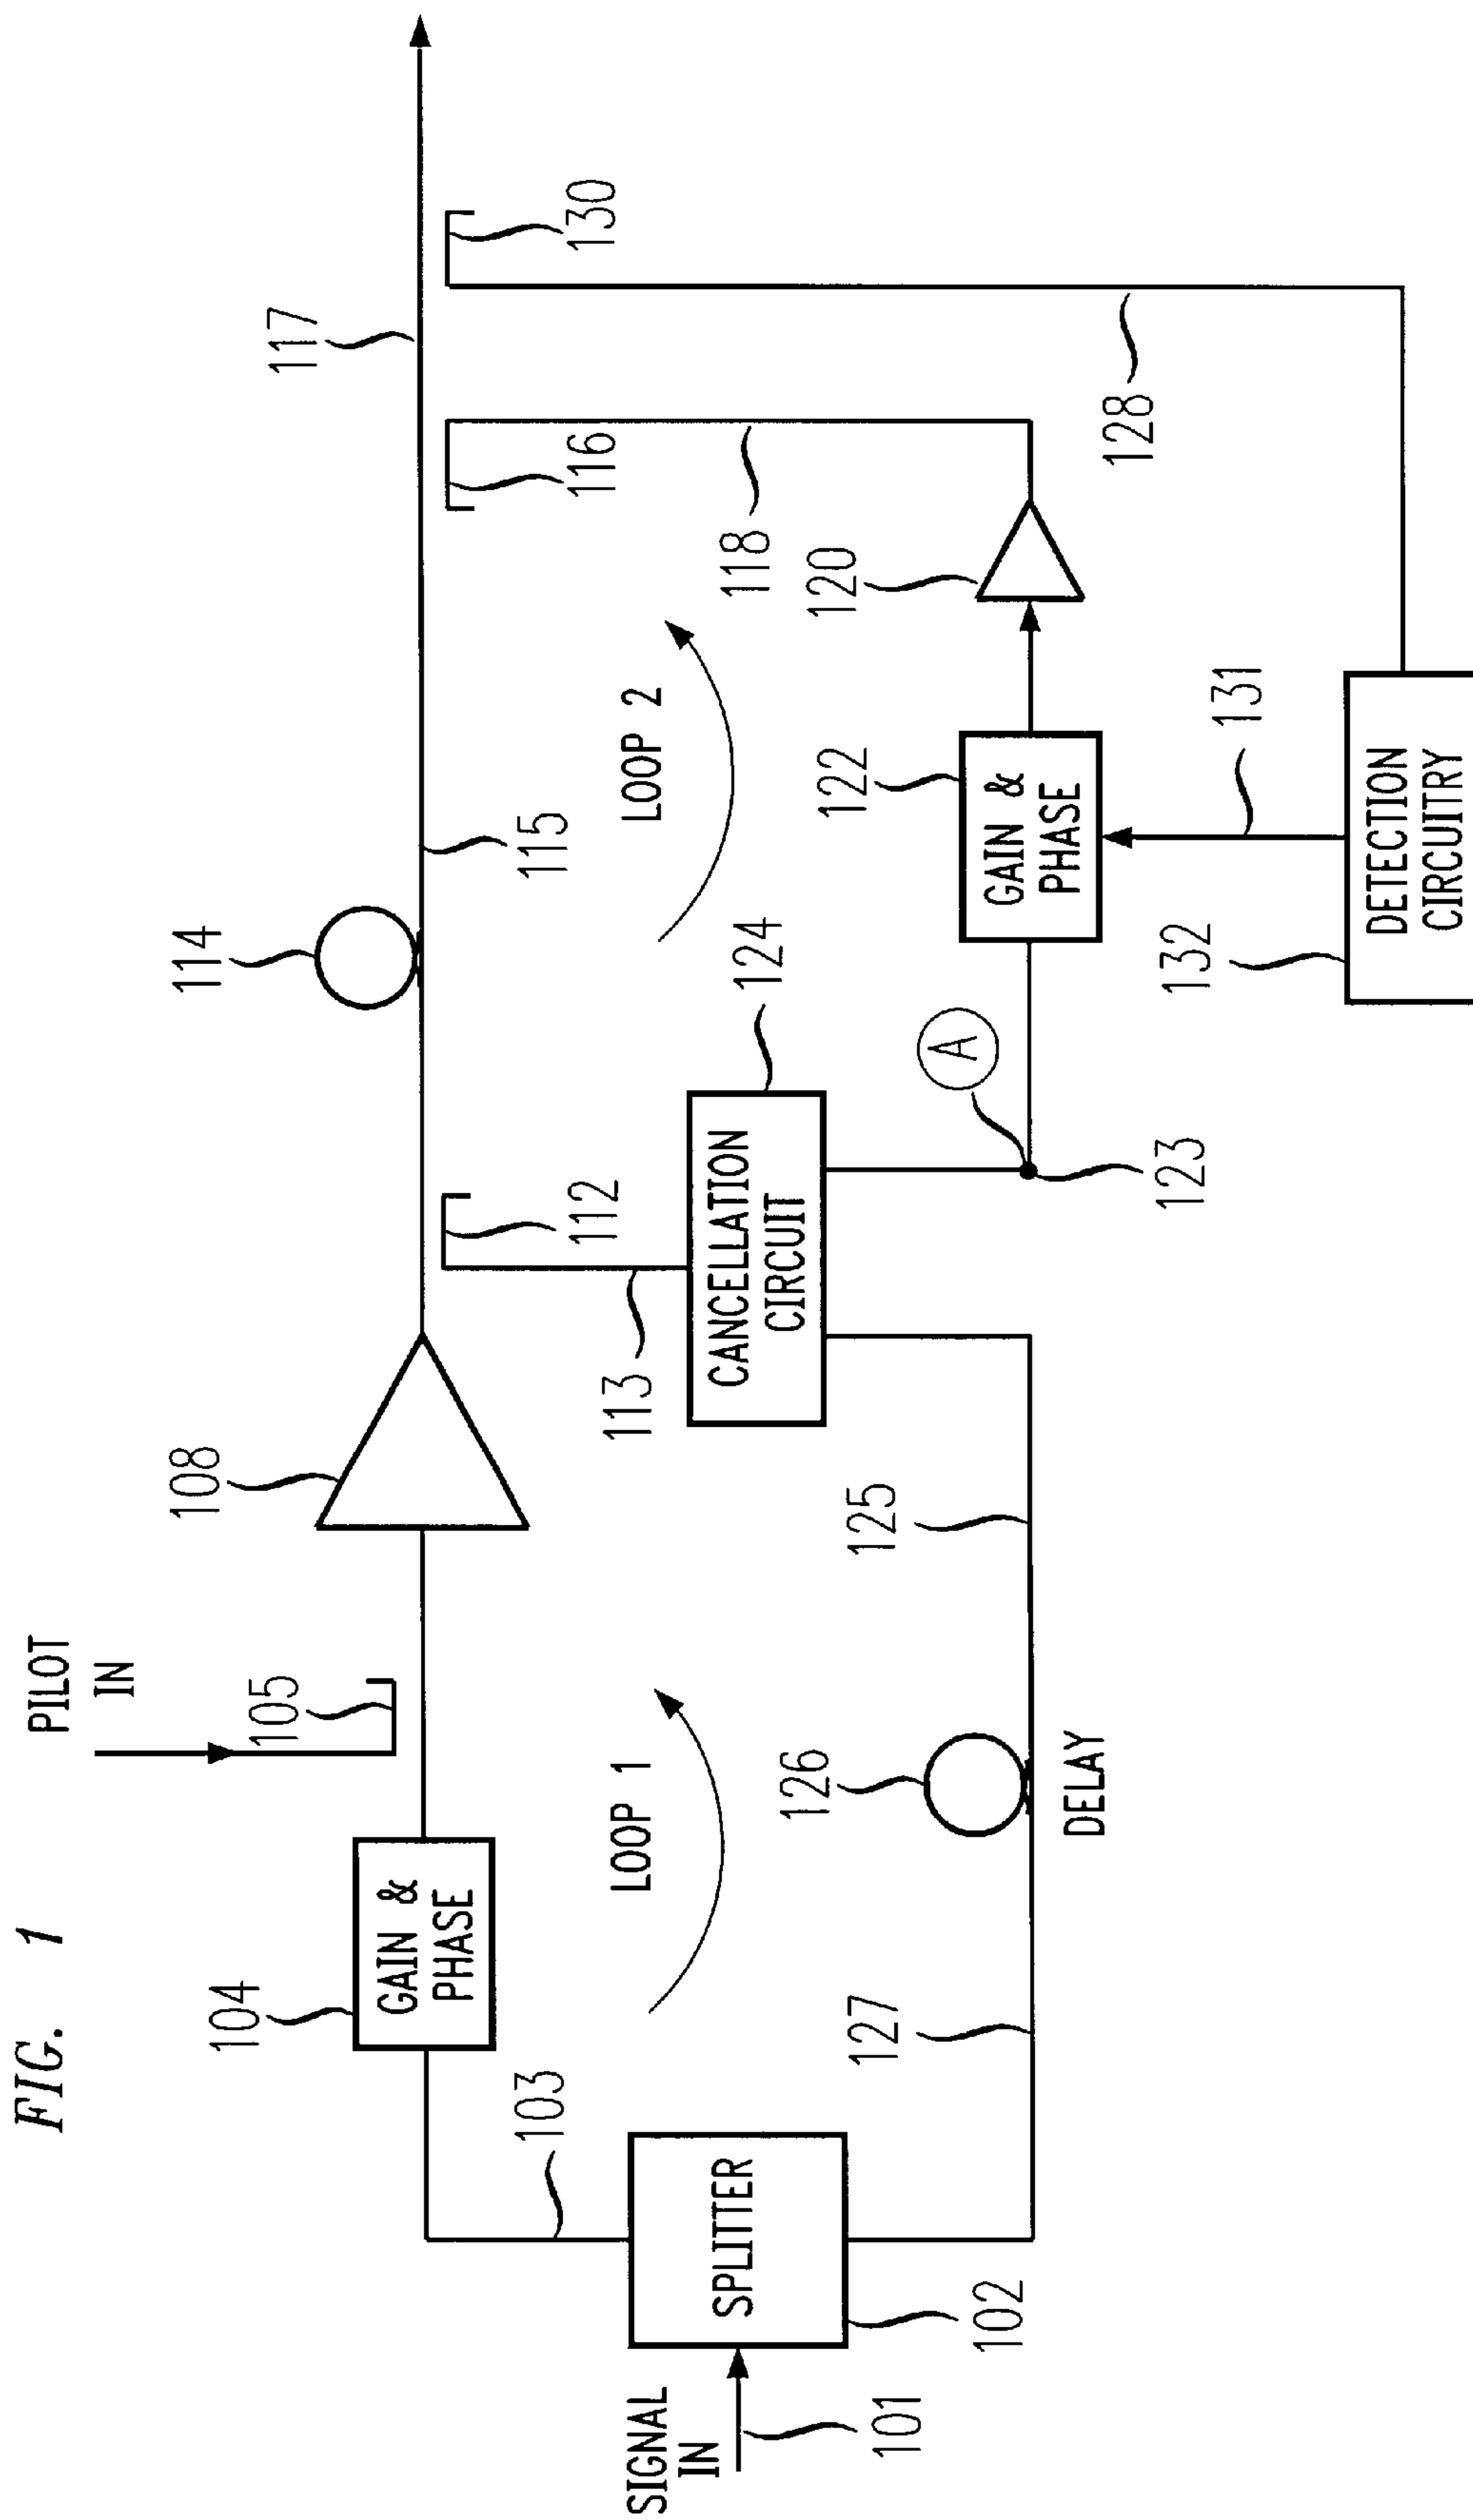 FIG. 1
PILOT
IN
104
GAIN &
PHASE
105
108
114
117
103
LOOP 1
113
112
115
LOOP 2
116
130
SIGNAL
IN
101
SPLITTER
102
127
126
DELAY
125
CANCELLATION
CIRCUIT
124
A
123
122
GAIN &
PHASE
118
120
128
131
132
DETECTION
CIRCUITRY